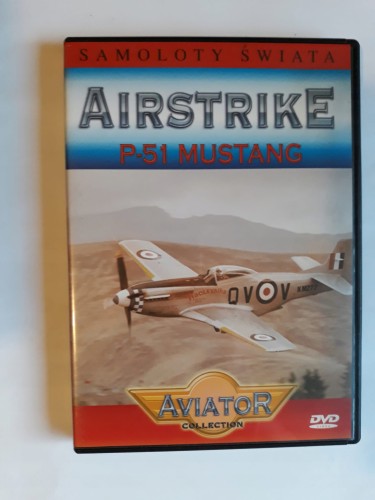 SAMOLOTY ŚWIATA
AIRSTRIKE
P-51 MUSTANG
QV V
AVIATOR
COLLECTION
DVD